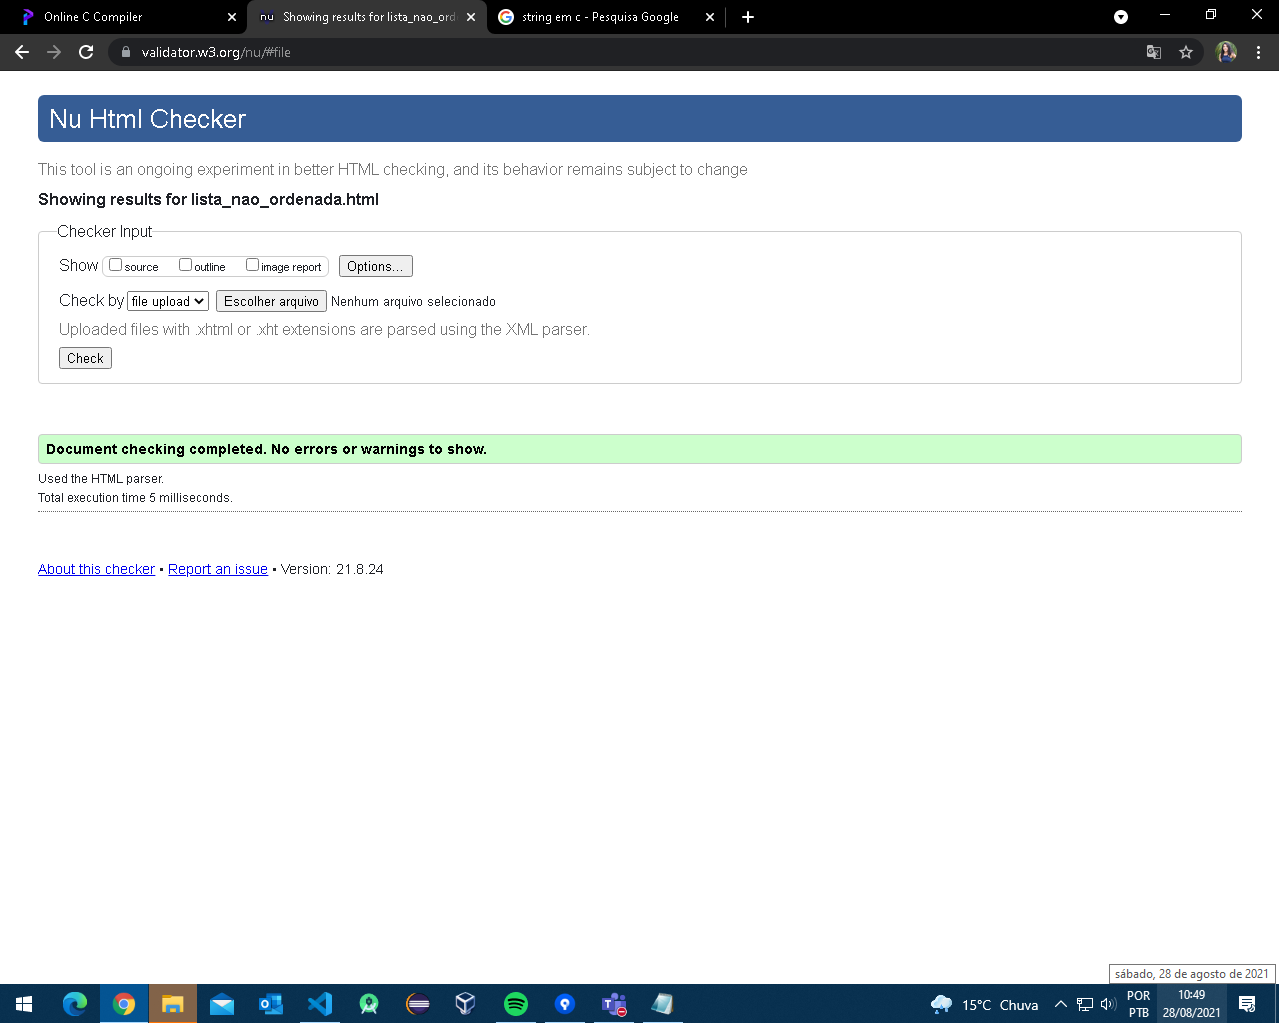 Online C Compiler
nu Showing results for lista_nao_ord
string em c - Pesquisa Google
validator.w3.org/nu/#file
Nu Html Checker
This tool is an ongoing experiment in better HTML checking, and its behavior remains subject to change
Showing results for lista_nao_ordenada.html
Checker Input
Show source outline image report Options...
Check by file upload Escolher arquivo Nenhum arquivo selecionado
Uploaded files with .xhtml or .xht extensions are parsed using the XML parser.
Check
Document checking completed. No errors or warnings to show.
Used the HTML parser.
Total execution time 5 milliseconds.
About this checker • Report an issue • Version: 21.8.24
sábado, 28 de agosto de 2021
15°C Chuva
POR
PTB
10:49
28/08/2021